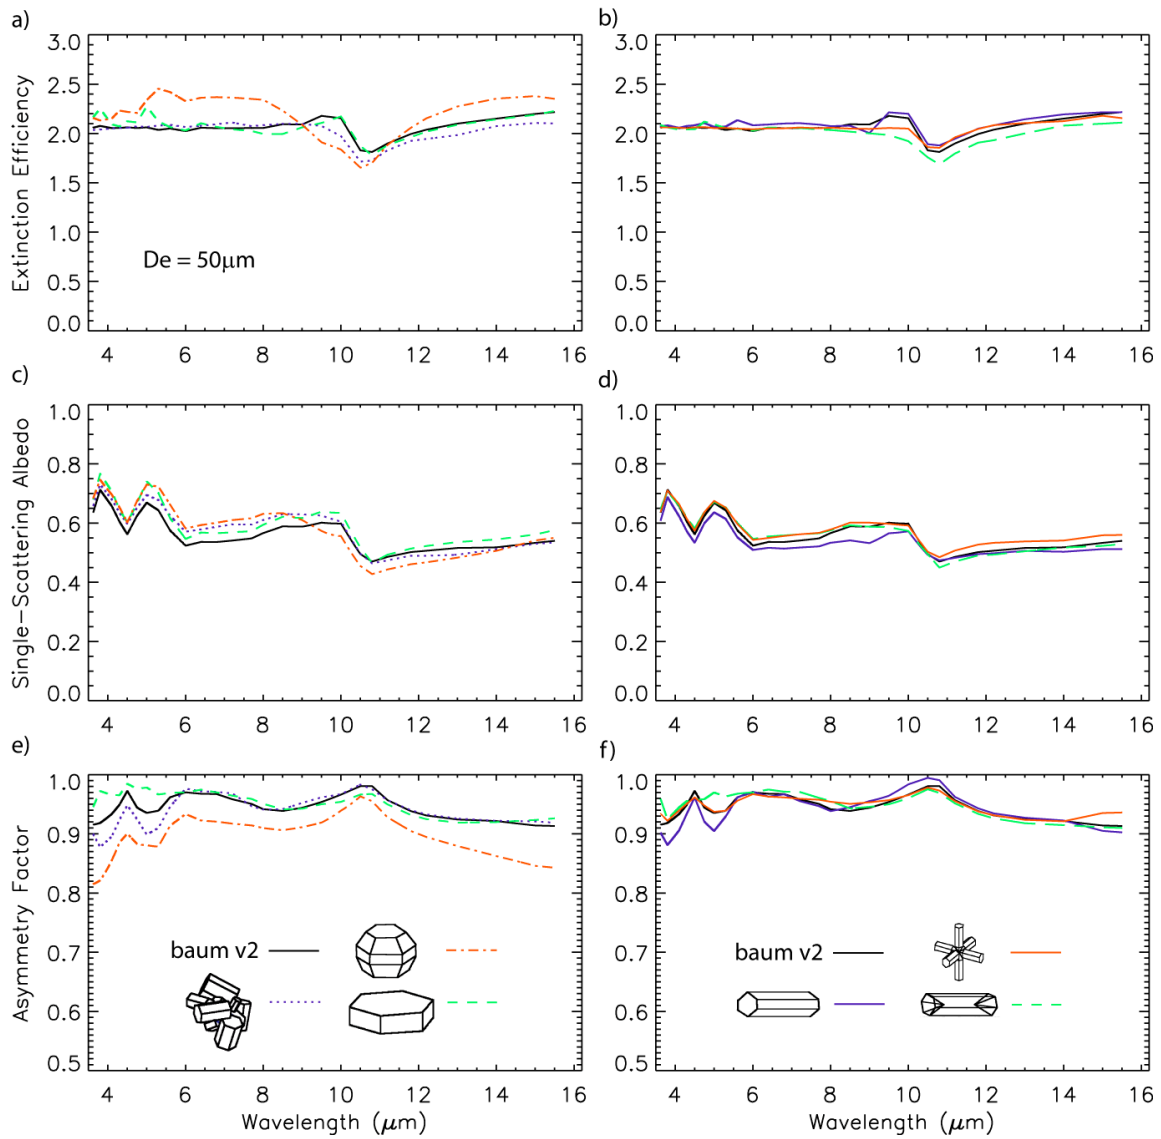 a)
b)
3.0
2.5
2.0
1.5
1.0
0.5
0.0
Extinction Efficiency
De = 50μm
4 6 8 10 12 14 16
3.0
2.5
2.0
1.5
1.0
0.5
0.0
4 6 8 10 12 14 16
c)
d)
1.0
0.8
0.6
0.4
0.2
0.0
Single-Scattering Albedo
4 6 8 10 12 14 16
1.0
0.8
0.6
0.4
0.2
0.0
4 6 8 10 12 14 16
e)
f)
1.0
0.9
0.8
0.7
0.6
0.5
Asymmetry Factor
baum v2
4 6 8 10 12 14 16
Wavelength (μm)
1.0
0.9
0.8
0.7
0.6
0.5
baum v2
4 6 8 10 12 14 16
Wavelength (μm)